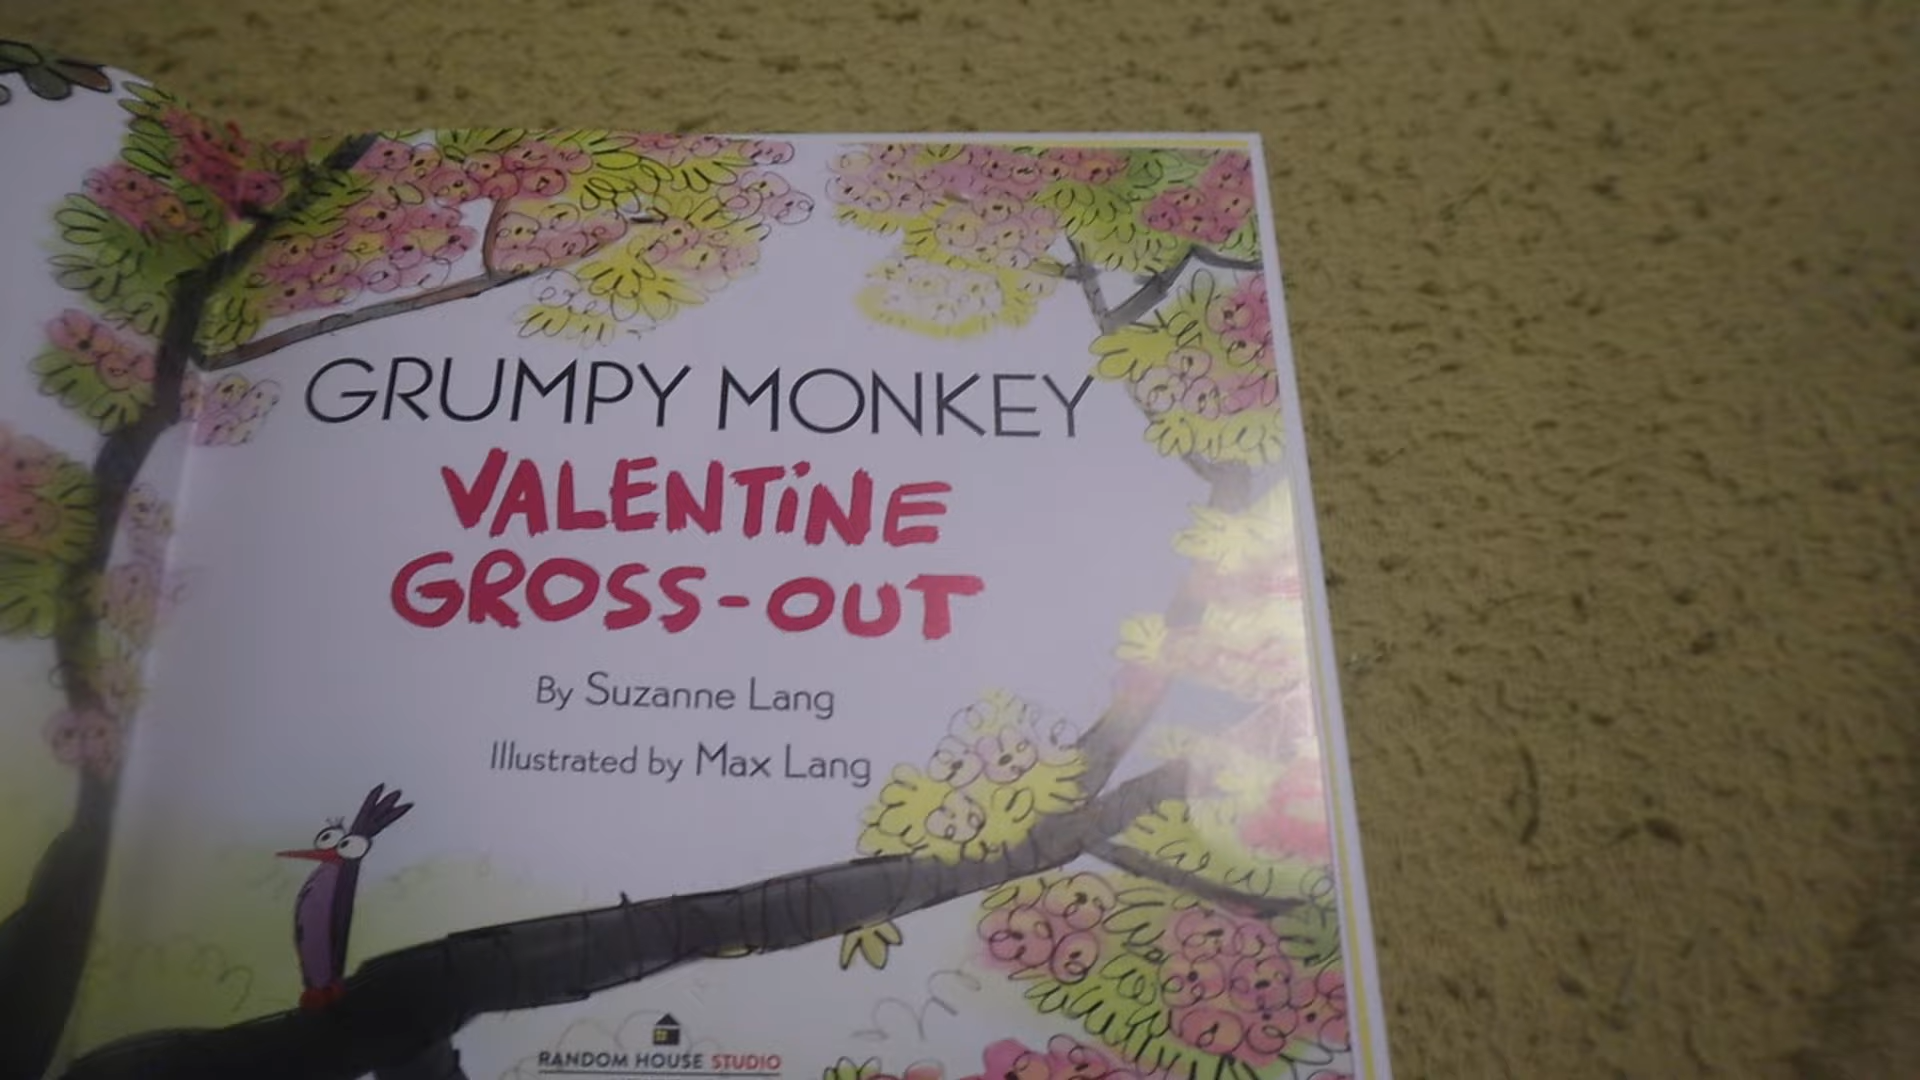 GRUMPY MONKEY
VALENTiNE
GROSS-OUT
By Suzanne Lang
Illustrated by Max Lang
RANDOM HOUSE STUDIO